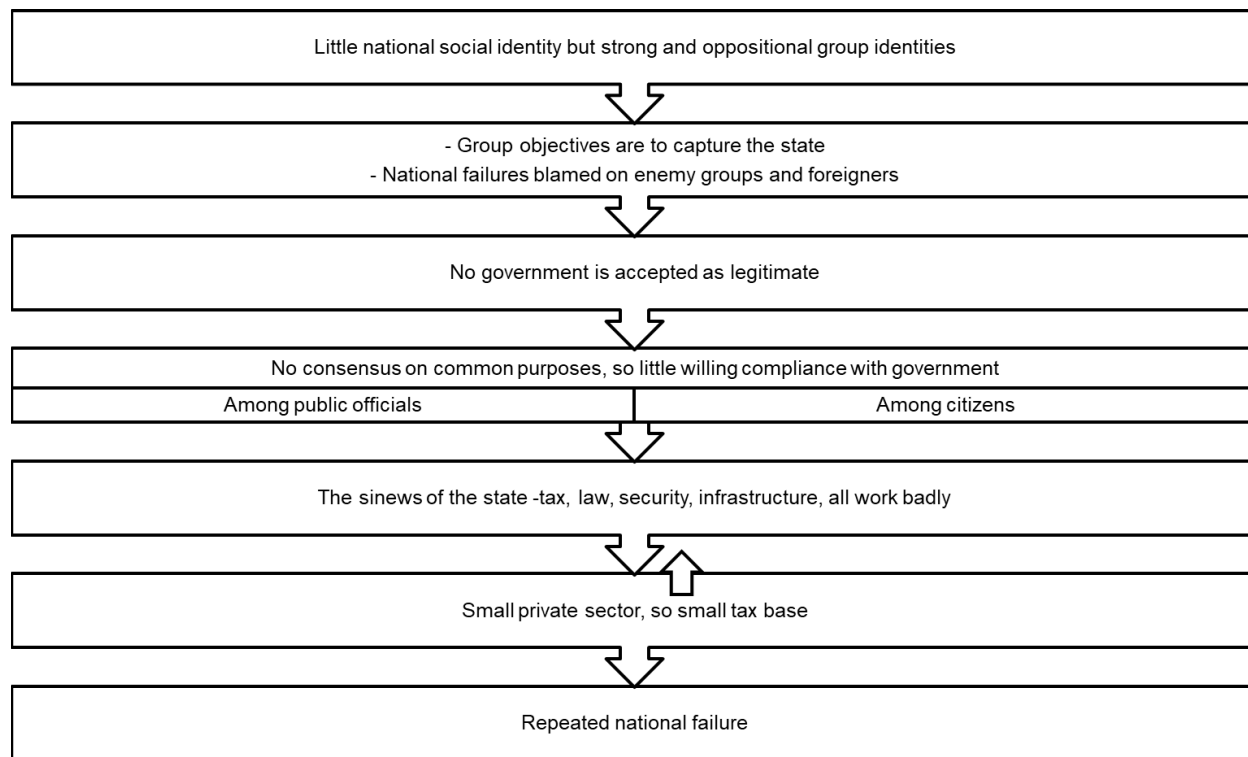 Little national social identity but strong and oppositional group identities
- Group objectives are to capture the state
- National failures blamed on enemy groups and foreigners
No government is accepted as legitimate
No consensus on common purposes, so little willing compliance with government
Among public officials
Among citizens
The sinews of the state -tax, law, security, infrastructure, all work badly
Small private sector, so small tax base
Repeated national failure